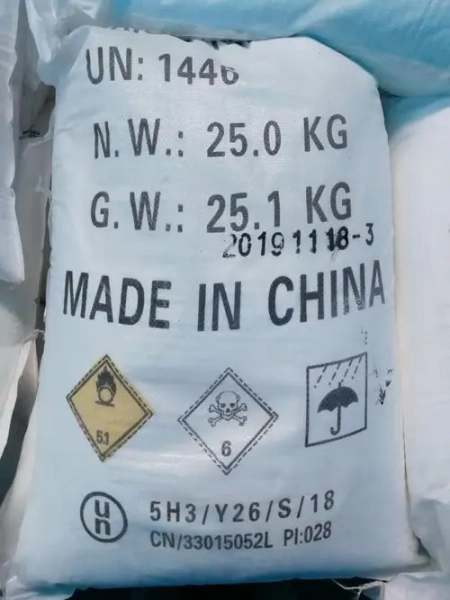 UN: 1446
N.W.: 25.0 KG
G.W.: 25.1 KG
20191118-3
MADE IN CHINA
5.1
6
un
5H3/Y26/S/18
CN/33015052L PI:028